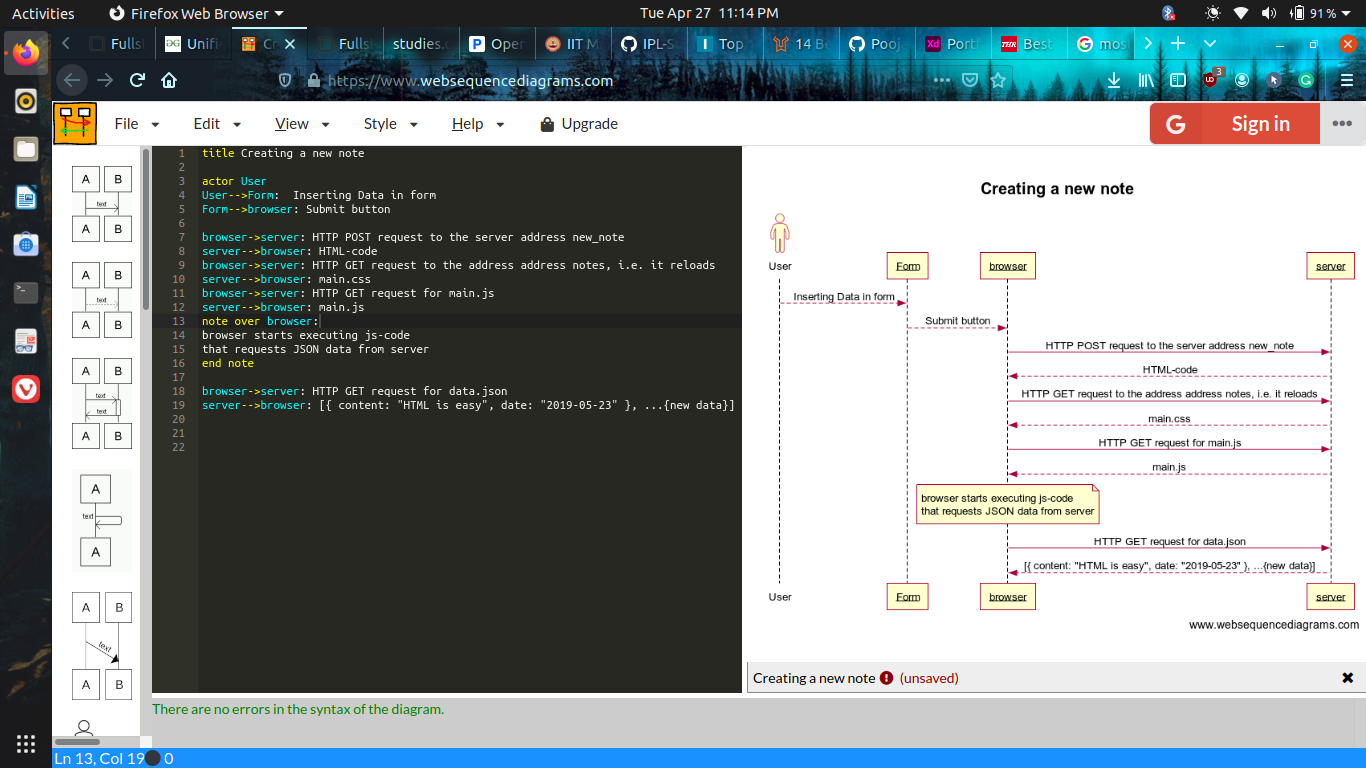 Activities Firefox Web Browser Tue Apr 27 11:14 PM 91 %
Fulls Unifi C Fulls studies.c Oper IIT M IPL-S Top 14 Be Pooj Xd Port THR Best mos
https://www.websequencediagrams.com 3
File Edit View Style Help Upgrade G Sign in
1 title Creating a new note
2
3 actor User
4 User-->Form:  Inserting Data in form
5 Form-->browser: Submit button
6
7 browser->server: HTTP POST request to the server address new_note
8 server-->browser: HTML-code
9 browser->server: HTTP GET request to the address address notes, i.e. it reloads
10 server-->browser: main.css
11 browser->server: HTTP GET request for main.js
12 server-->browser: main.js
13 note over browser:
14 browser starts executing js-code
15 that requests JSON data from server
16 end note
17
18 browser->server: HTTP GET request for data.json
19 server-->browser: [{ content: "HTML is easy", date: "2019-05-23" }, ...{new data}]
20
21
22
A B
text
A B
A B
text
A B
A B
text
text
A B
A
text
A
A B
text
A B
Creating a new note
User Form browser server
Inserting Data in form
Submit button
HTTP POST request to the server address new_note
HTML-code
HTTP GET request to the address address notes, i.e. it reloads
main.css
HTTP GET request for main.js
main.js
browser starts executing js-code
that requests JSON data from server
HTTP GET request for data.json
[{ content: "HTML is easy", date: "2019-05-23" }, ...{new data}]
User Form browser server
www.websequencediagrams.com
Creating a new note (unsaved)
There are no errors in the syntax of the diagram.
Ln 13, Col 19 0